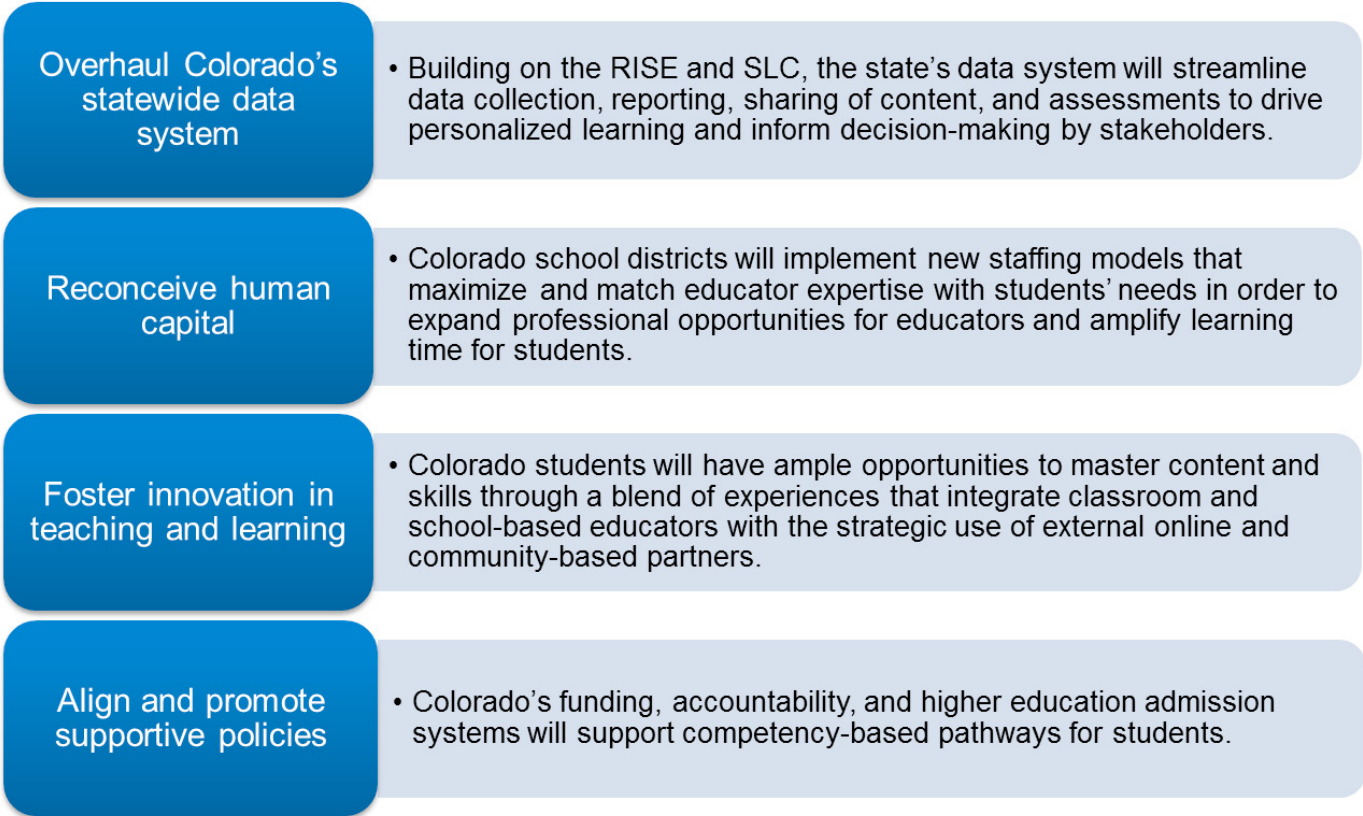 Overhaul Colorado’s
statewide data
system
• Building on the RISE and SLC, the state’s data system will streamline
data collection, reporting, sharing of content, and assessments to drive
personalized learning and inform decision-making by stakeholders.
Reconceive human
capital
• Colorado school districts will implement new staffing models that
maximize and match educator expertise with students’ needs in order to
expand professional opportunities for educators and amplify learning
time for students.
Foster innovation in
teaching and learning
• Colorado students will have ample opportunities to master content and
skills through a blend of experiences that integrate classroom and
school-based educators with the strategic use of external online and
community-based partners.
Align and promote
supportive policies
• Colorado’s funding, accountability, and higher education admission
systems will support competency-based pathways for students.